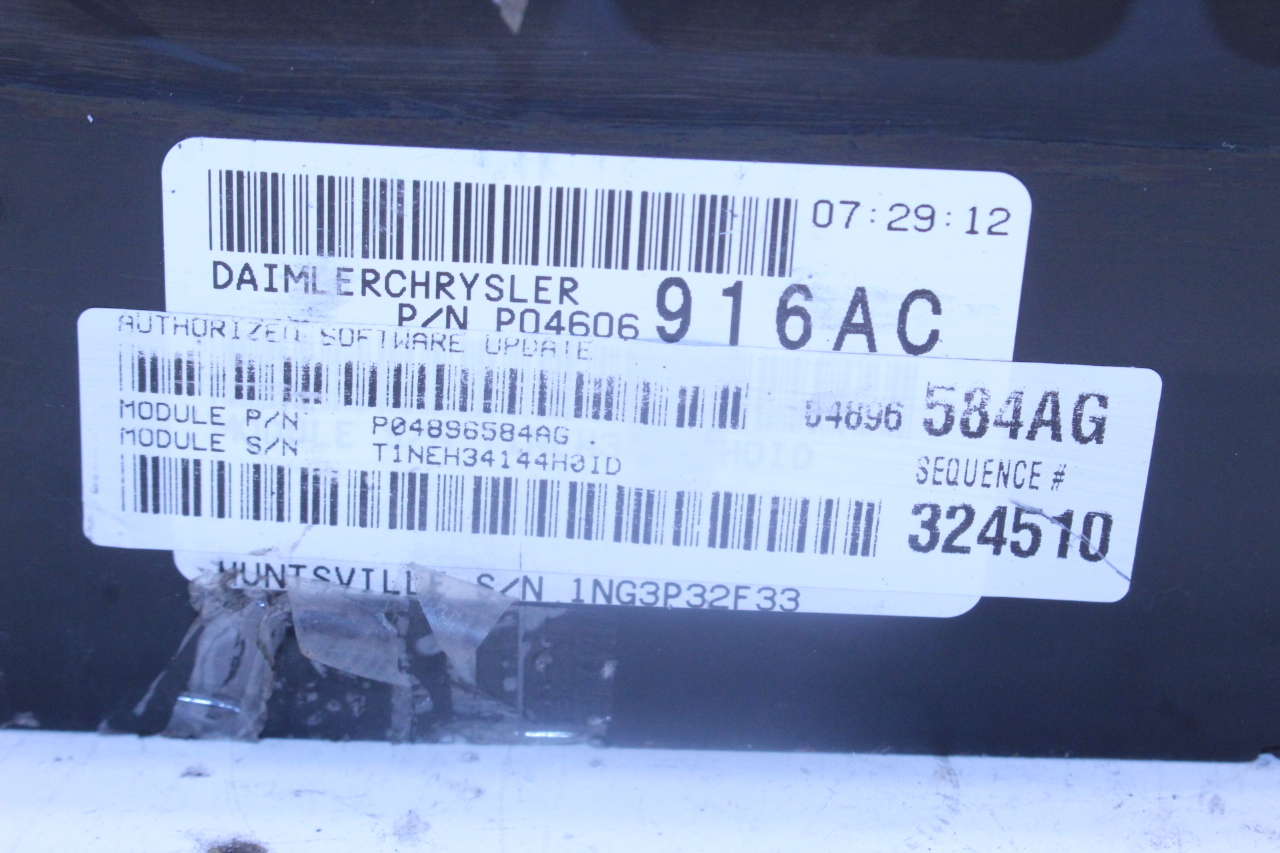 07:29:12
DAIMLERCHRYSLER
P/N P04606 916AC
AUTHORIZED SOFTWARE UPDATE
04896 584AG
MODULE P/N P04896584AG
MODULE S/N T1NEH34144H0ID
SEQUENCE #
324510
HUNTSVILLE S/N 1NG3P32F33